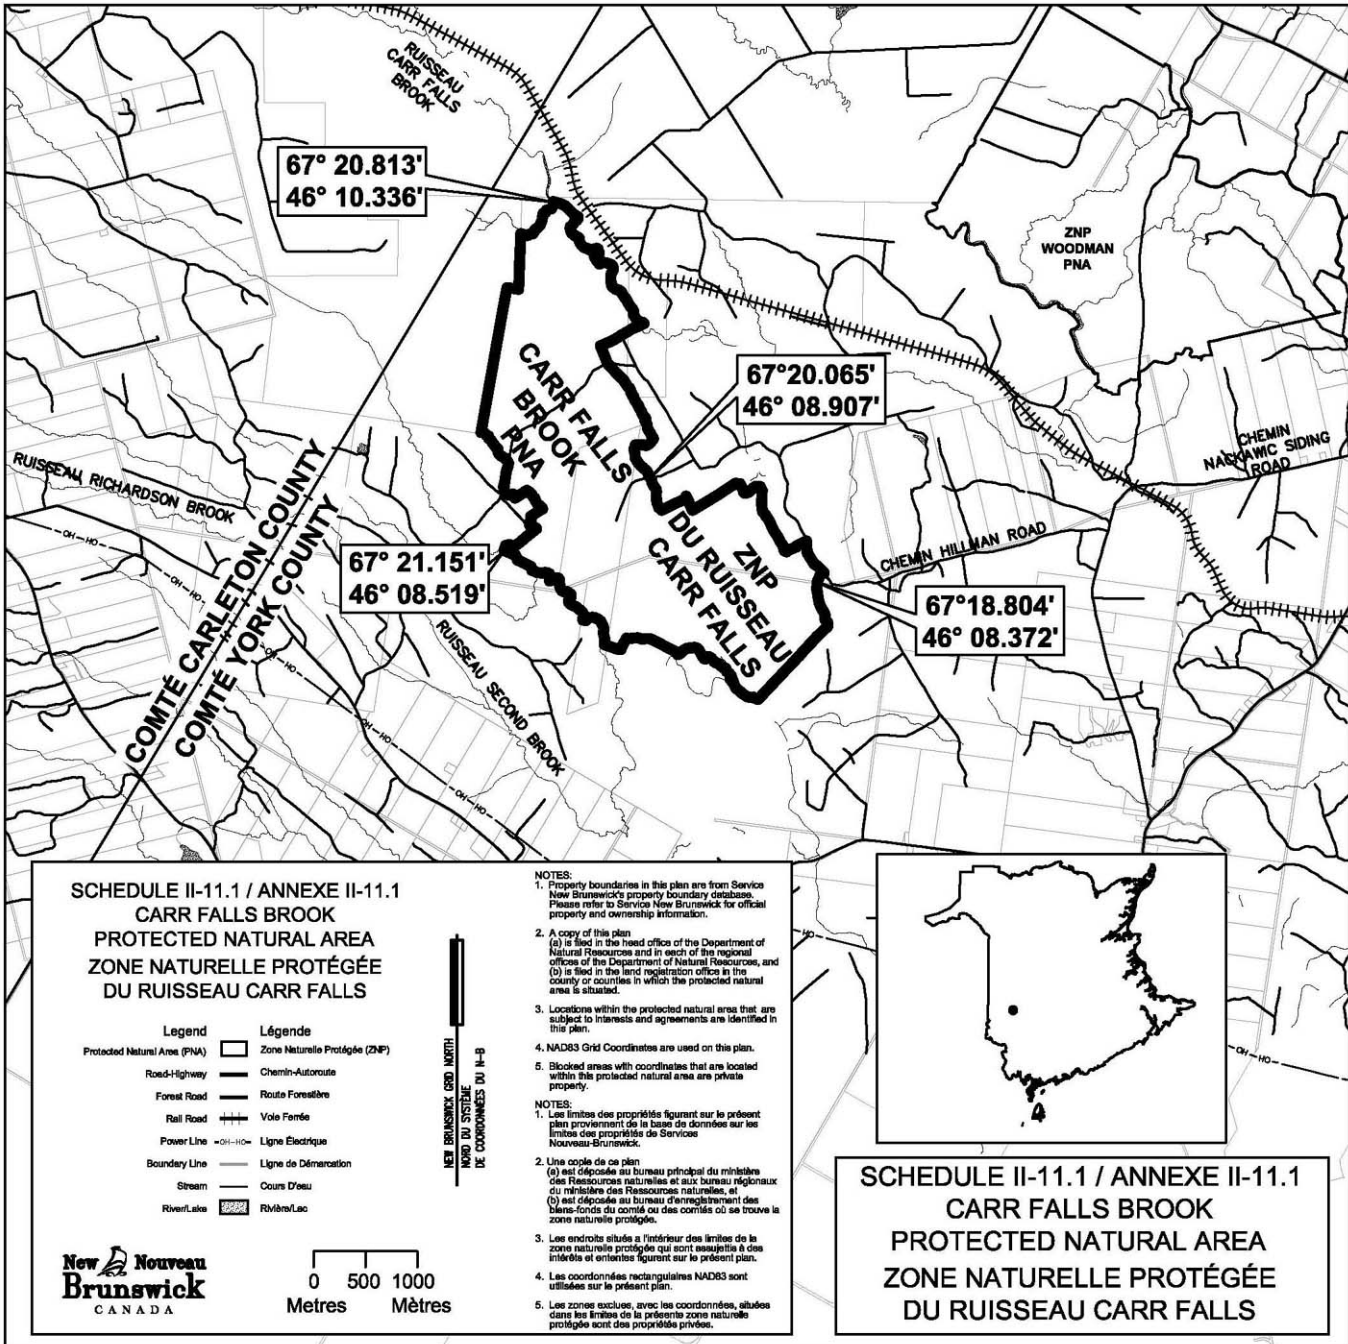 RUISSEAU
CARR FALLS
BROOK
67° 20.813'
46° 10.336'
ZNP
WOODMAN
PNA
CARR FALLS
BROOK
PNA
67°20.065'
46° 08.907'
CHEMIN
NACKAWIC SIDING
ROAD
RUISSEAU RICHARDSON BROOK
COMTÉ CARLETON COUNTY
COMTÉ YORK COUNTY
67° 21.151'
46° 08.519'
ZNP
DU RUISSEAU
CARR FALLS
CHEMIN HILLMAN ROAD
67°18.804'
46° 08.372'
RUISSEAU SECOND BROOK
OH-HO
OH-HO
OH-HO
OH-HO
OH-HO
HO
OH-HO
SCHEDULE II-11.1 / ANNEXE II-11.1
CARR FALLS BROOK
PROTECTED NATURAL AREA
ZONE NATURELLE PROTÉGÉE
DU RUISSEAU CARR FALLS
Legend Légende
Protected Natural Area (PNA) Zone Naturelle Protégée (ZNP)
Road-Highway Chemin-Autoroute
Forest Road Route Forestière
Rail Road Voie Ferrée
Power Line -OH-HO- Ligne Électrique
Boundary Line Ligne de Démarcation
Stream Cours D'eau
River/Lake Rivière/Lac
NEW BRUNSWICK GRID NORTH
NORD DU SYSTÈME
DE COORDONNÉES DU N-B
New Nouveau
Brunswick
CANADA
0 500 1000
Metres Mètres
NOTES:
1. Property boundaries in this plan are from Service
New Brunswick's property boundary database.
Please refer to Service New Brunswick for official
property and ownership information.
2. A copy of this plan
(a) is filed in the head office of the Department of
Natural Resources and in each of the regional
offices of the Department of Natural Resources, and
(b) is filed in the land registration office in the
county or counties in which the protected natural
area is situated.
3. Locations within the protected natural area that are
subject to interests and agreements are identified in
this plan.
4. NAD83 Grid Coordinates are used on this plan.
5. Blocked areas with coordinates that are located
within this protected natural area are private
property.
NOTES:
1. Les limites des propriétés figurant sur le présent
plan proviennent de la base de données sur les
limites des propriétés de Services
Nouveau-Brunswick.
2. Une copie de ce plan
(a) est déposée au bureau principal du ministère
des Ressources naturelles et aux bureau régionaux
du ministère des Ressources naturelles, et
(b) est déposée au bureau d'enregistrement des
biens-fonds du comté ou des comtés où se trouve la
zone naturelle protégée.
3. Les endroits situés a l'intérieur des limites de la
zone naturelle protégée qui sont assujettis à des
intérêts et ententes figurent sur le présent plan.
4. Les coordonnées rectangulaires NAD83 sont
utilisées sur le présent plan.
5. Les zones exclues, avec les coordonnées, situées
dans les limites de la présente zone naturelle
protégée sont des propriétés privées.
SCHEDULE II-11.1 / ANNEXE II-11.1
CARR FALLS BROOK
PROTECTED NATURAL AREA
ZONE NATURELLE PROTÉGÉE
DU RUISSEAU CARR FALLS